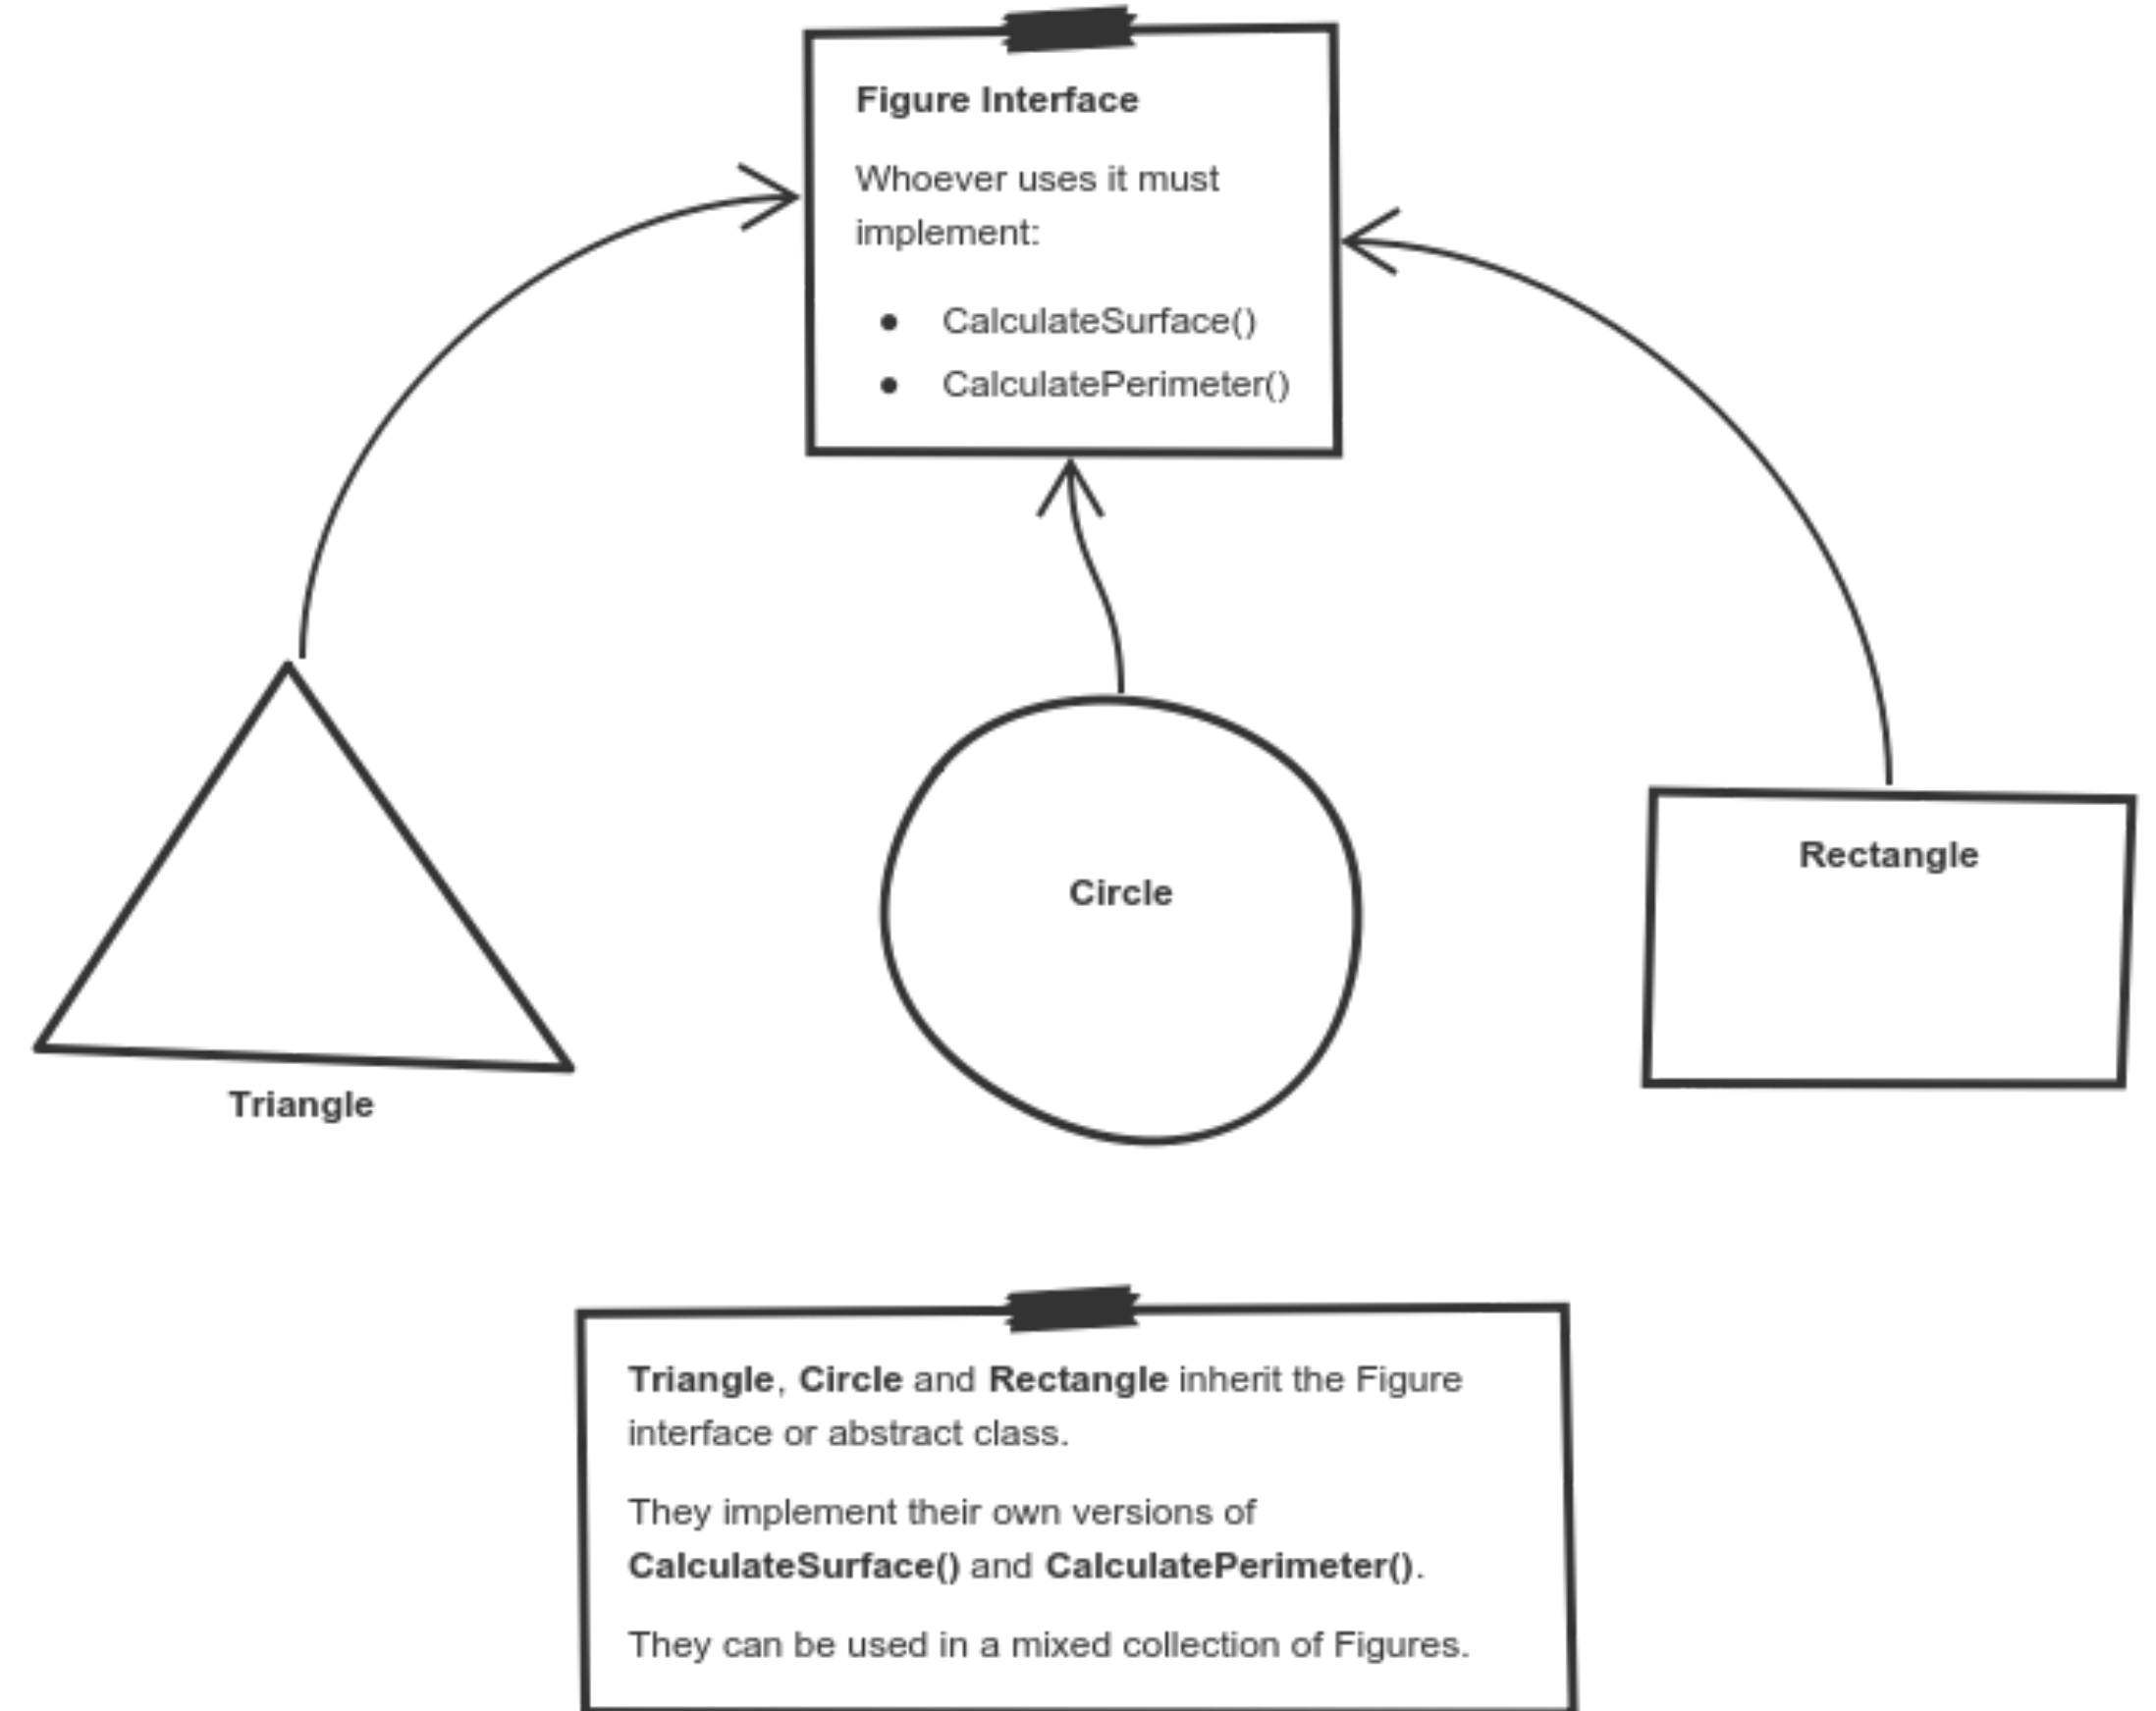 Figure Interface
Whoever uses it must
implement:
● CalculateSurface()
● CalculatePerimeter()
Triangle
Circle
Rectangle
Triangle, Circle and Rectangle inherit the Figure
interface or abstract class.
They implement their own versions of
CalculateSurface() and CalculatePerimeter().
They can be used in a mixed collection of Figures.